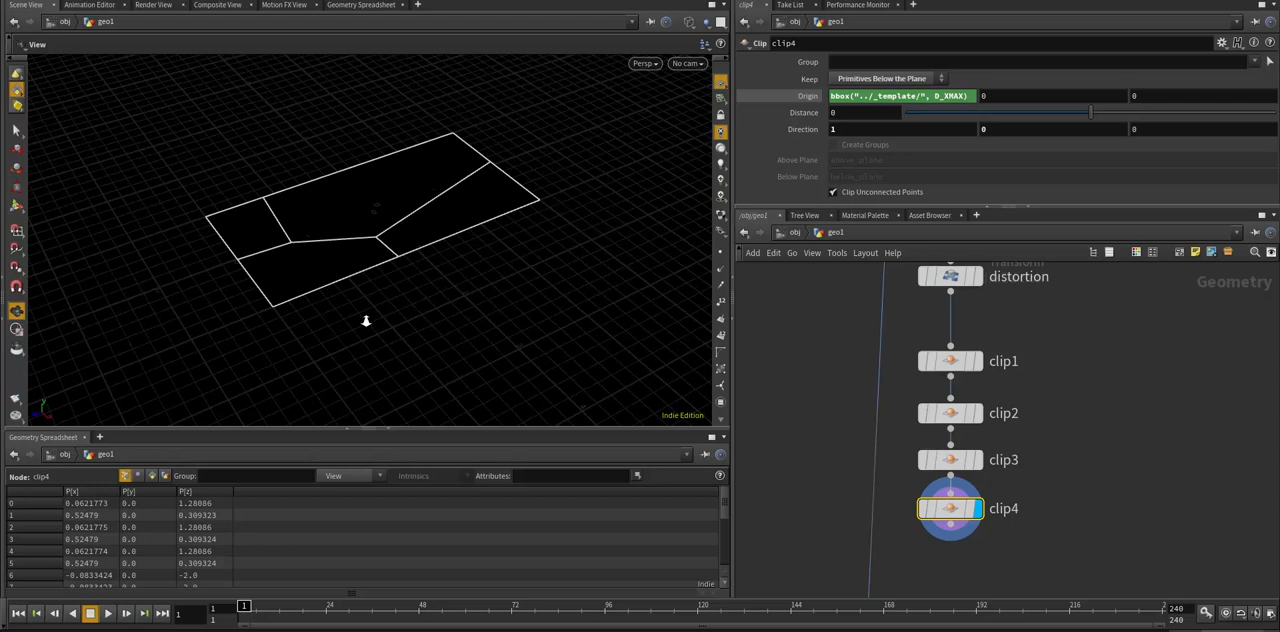 Scene View Animation Editor Render View Composite View Motion FX View Geometry Spreadsheet
obj geo1
View
Persp No cam
Indie Edition
y
Geometry Spreadsheet
obj geo1
Node: clip4 Group: View Intrinsics Attributes:
P[x] P[y] P[z]
0 0.0621773 0.0 1.28086
1 0.52479 0.0 0.309323
2 0.0621775 0.0 1.28086
3 0.52479 0.0 0.309324
4 0.0621774 0.0 1.28086
5 0.52479 0.0 0.309324
6 -0.0833424 0.0 -2.0
Indie
clip4 Take List Performance Monitor
obj geo1
Clip clip4
Group
Keep Primitives Below the Plane
Origin bbox("../_template/", D_XMAX) 0 0
Distance 0
Direction 1 0 0
Create Groups
Above Plane above_plane
Below Plane below_plane
Clip Unconnected Points
/obj/geo1 Tree View Material Palette Asset Browser
obj geo1
Add Edit Go View Tools Layout Help
Transform
distortion
Geometry
clip1
clip2
clip3
clip4
1 1 1 1 24 48 72 96 120 144 168 192 216 2 240 240